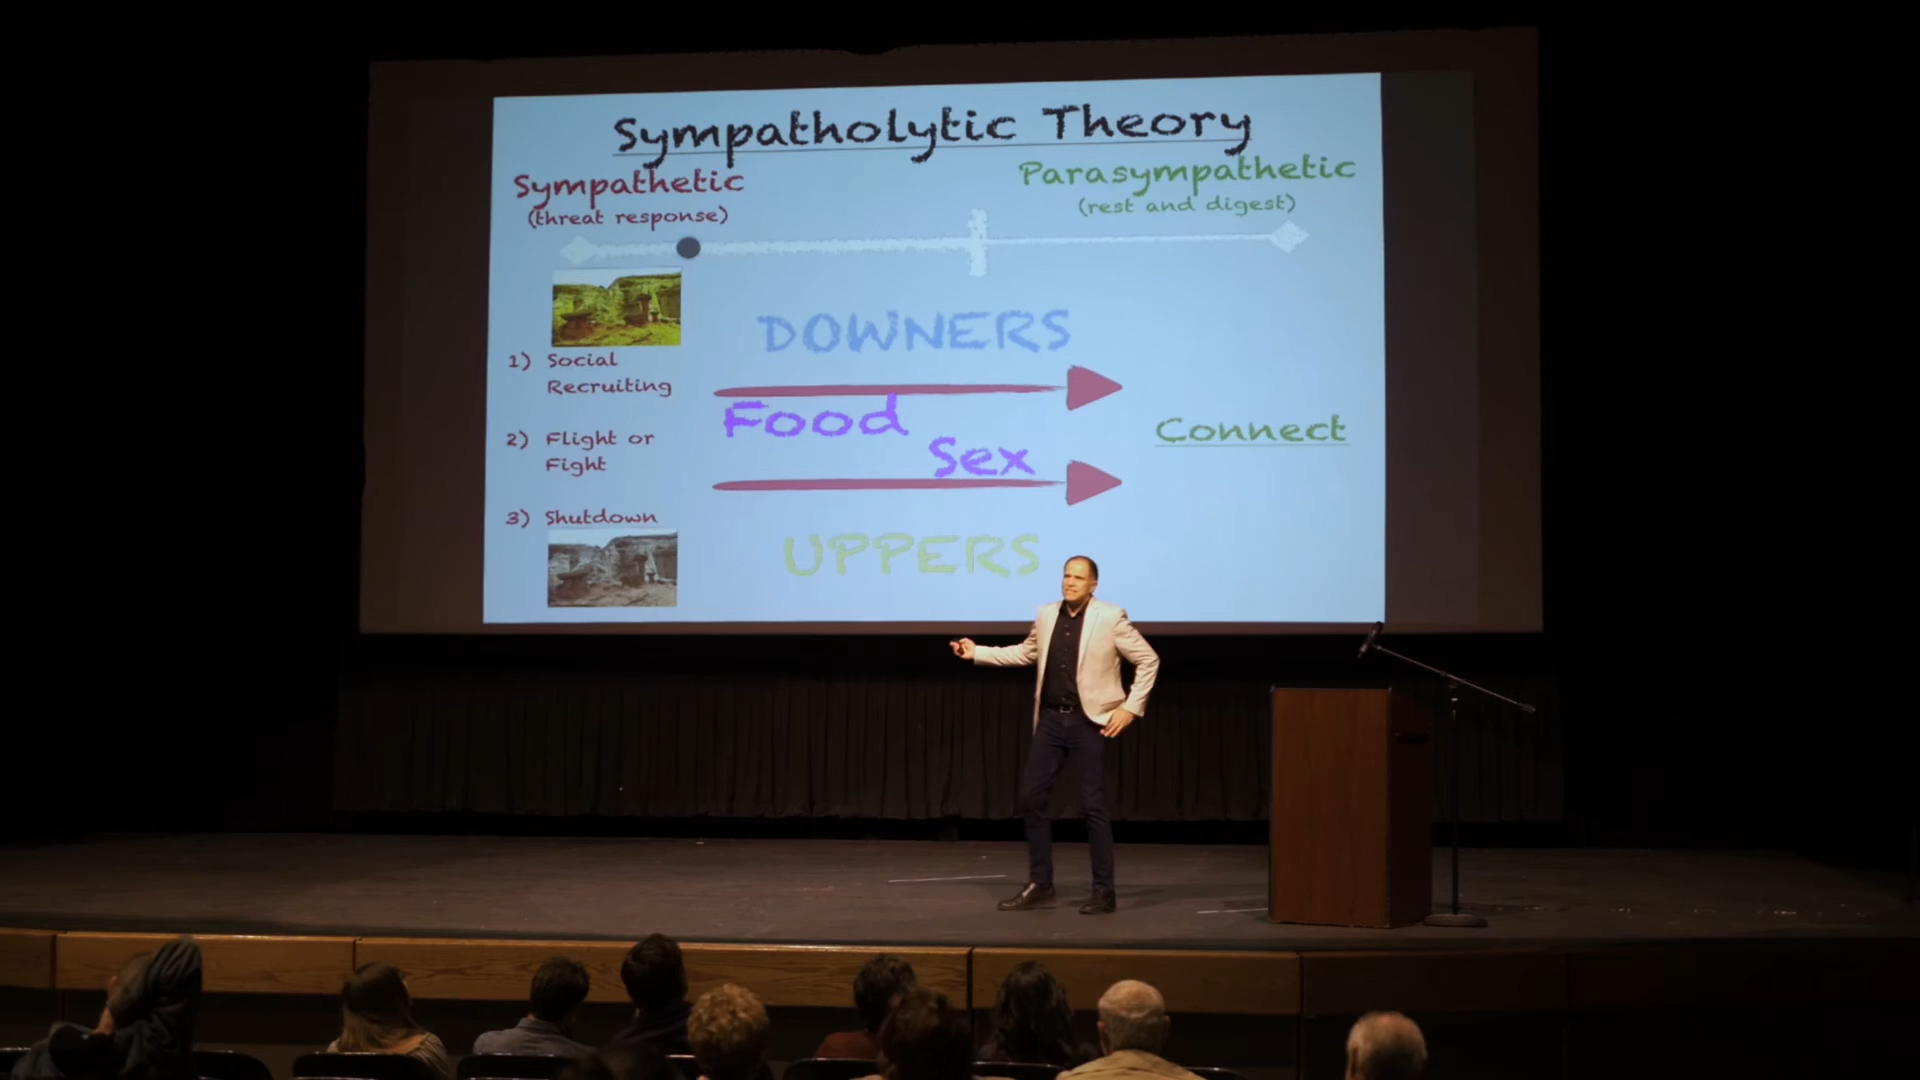 Sympatholytic Theory
Sympathetic
(threat response)
Parasympathetic
(rest and digest)
DOWNERS
1) Social
Recruiting
Food
2) Flight or
Fight
Sex
Connect
3) Shutdown
UPPERS